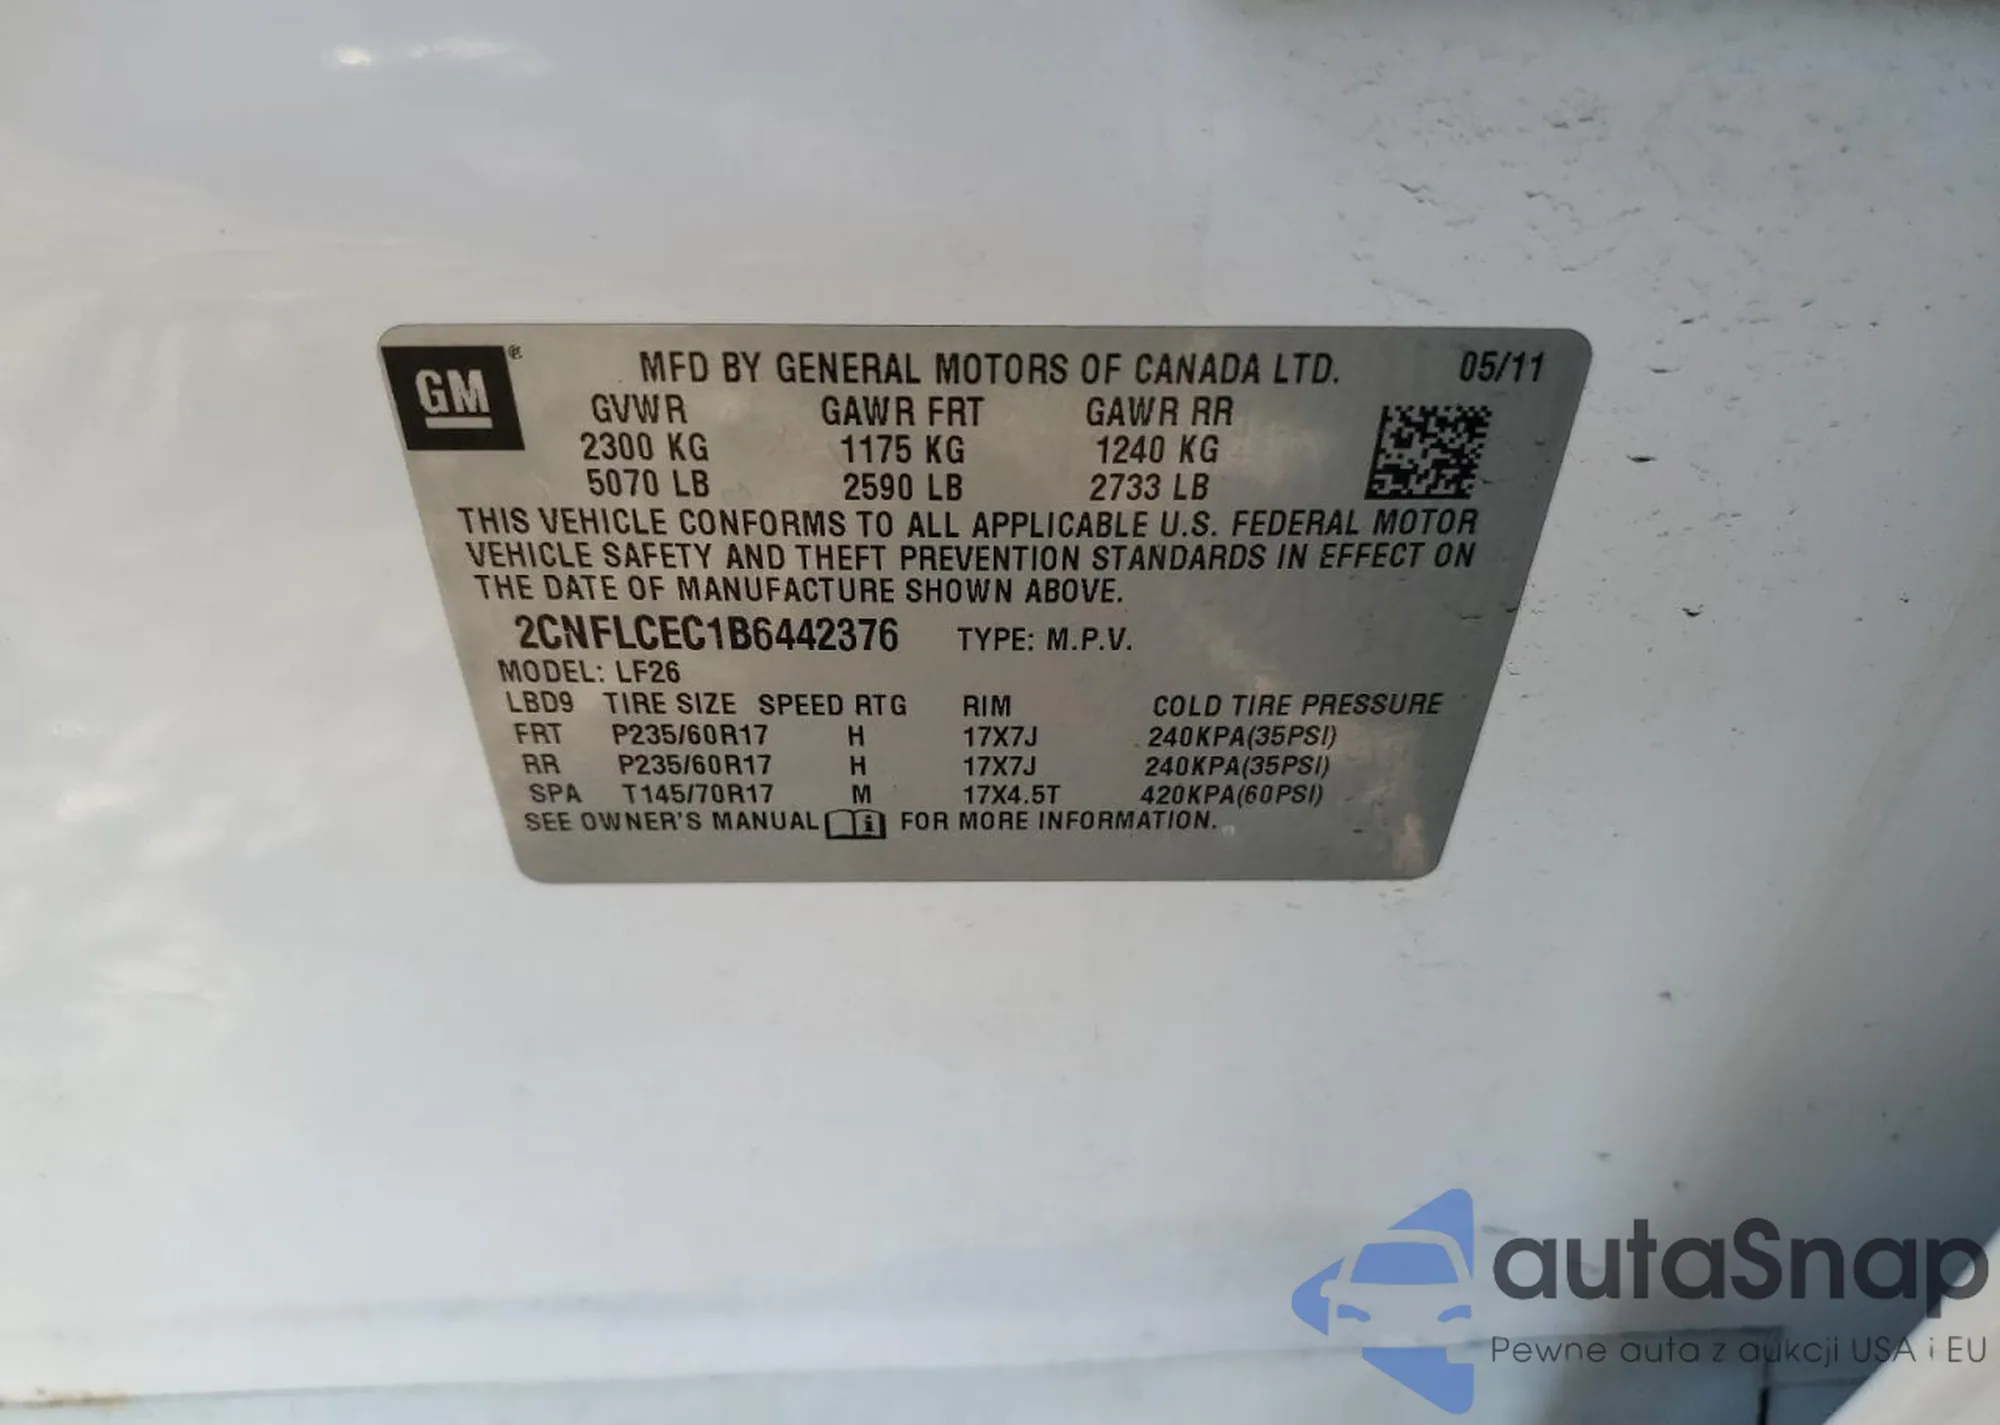 GM® MFD BY GENERAL MOTORS OF CANADA LTD. 05/11
GVWR GAWR FRT GAWR RR
2300 KG 1175 KG 1240 KG
5070 LB 2590 LB 2733 LB
THIS VEHICLE CONFORMS TO ALL APPLICABLE U.S. FEDERAL MOTOR
VEHICLE SAFETY AND THEFT PREVENTION STANDARDS IN EFFECT ON
THE DATE OF MANUFACTURE SHOWN ABOVE.
2CNFLCEC1B6442376 TYPE: M.P.V.
MODEL: LF26
LBD9 TIRE SIZE SPEED RTG RIM COLD TIRE PRESSURE
FRT P235/60R17 H 17X7J 240KPA(35PSI)
RR P235/60R17 H 17X7J 240KPA(35PSI)
SPA T145/70R17 M 17X4.5T 420KPA(60PSI)
SEE OWNER'S MANUAL i FOR MORE INFORMATION.
autaSnap
Pewne auta z aukcji USA i EU